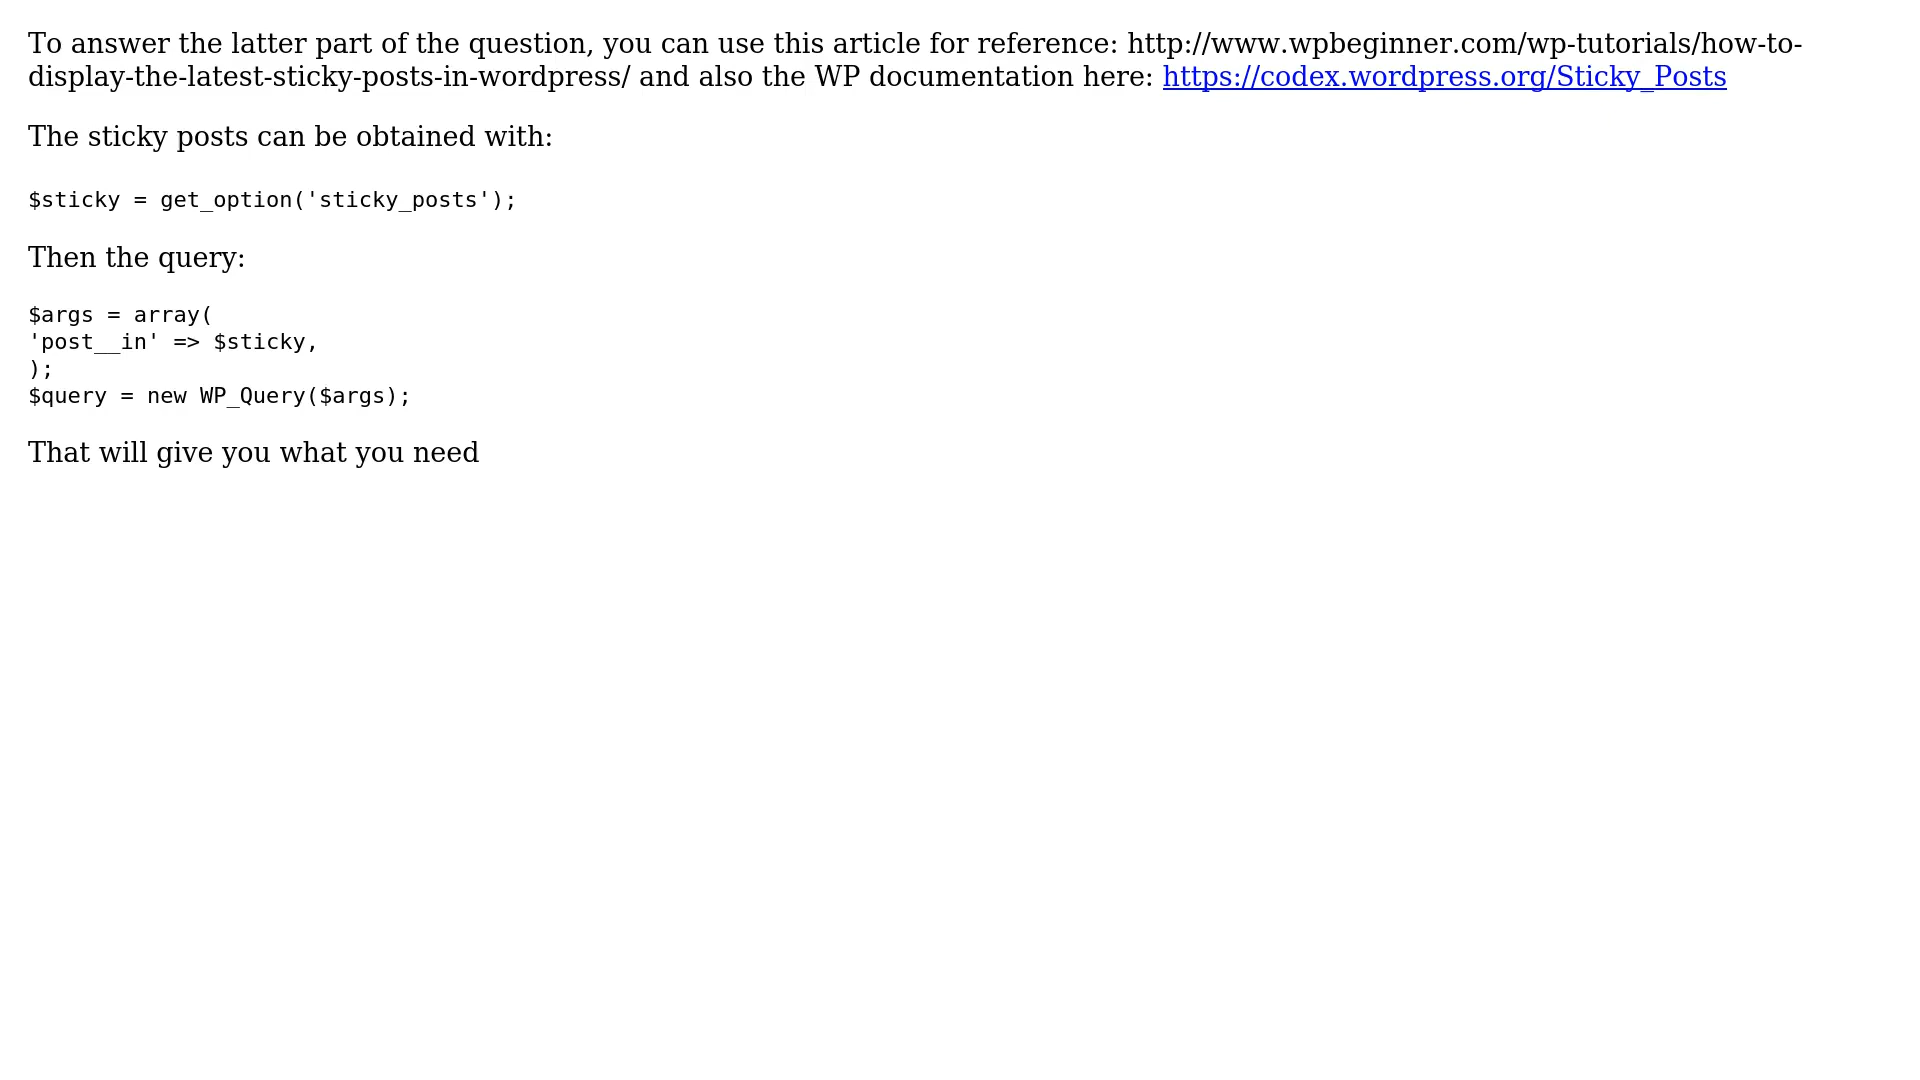 To answer the latter part of the question, you can use this article for reference: http://www.wpbeginner.com/wp-tutorials/how-to-
display-the-latest-sticky-posts-in-wordpress/ and also the WP documentation here: https://codex.wordpress.org/Sticky_Posts
The sticky posts can be obtained with:
$sticky = get_option('sticky_posts');
Then the query:
$args = array(
'post__in' => $sticky,
);
$query = new WP_Query($args);
That will give you what you need